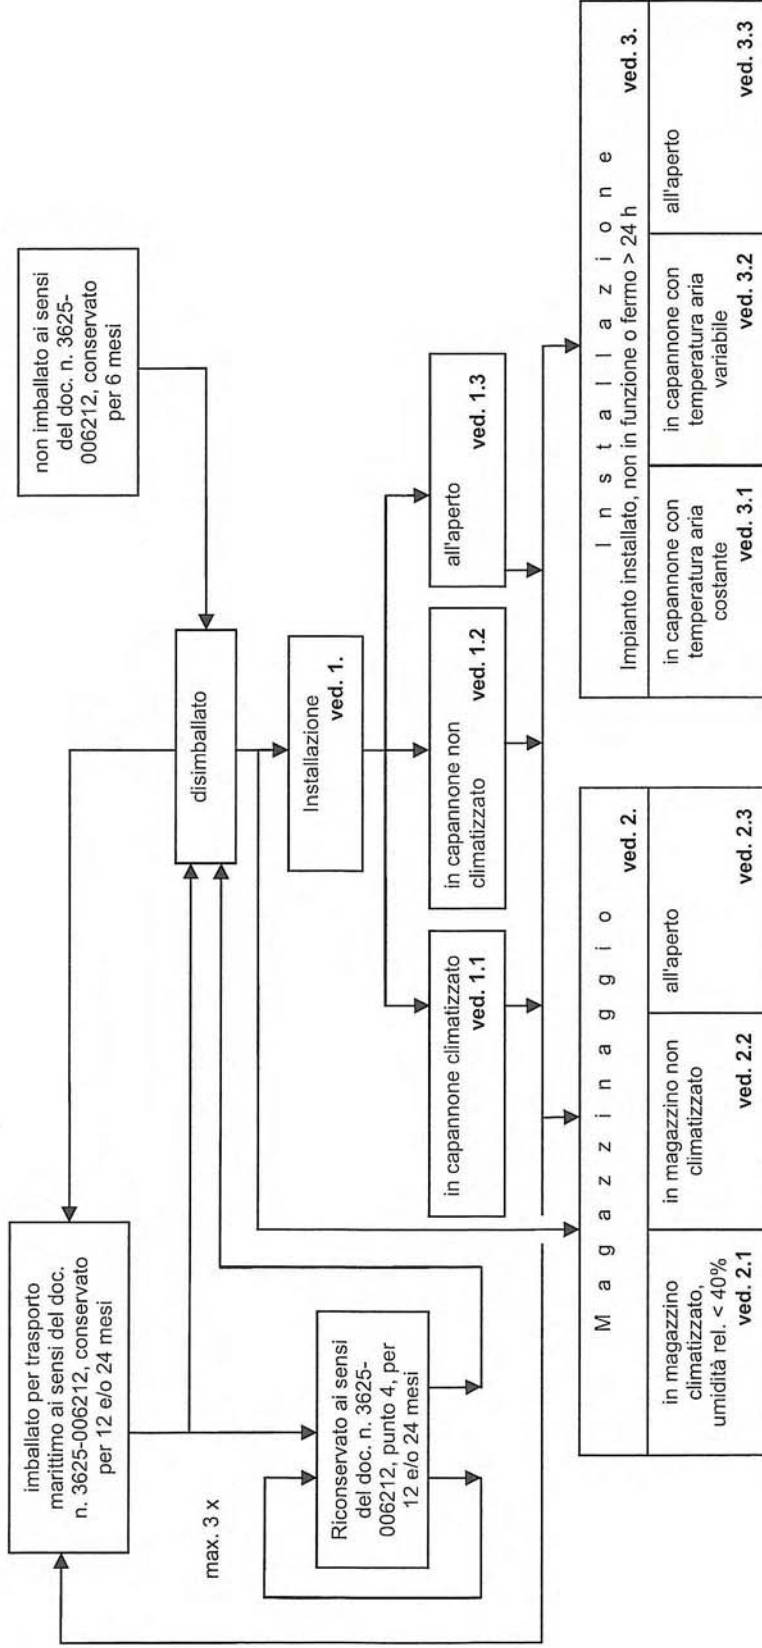 imballato per trasporto
marittimo ai sensi del doc.
n. 3625-006212, conservato
per 12 e/o 24 mesi
non imballato ai sensi
del doc. n. 3625-
006212, conservato
per 6 mesi
max. 3 x
disimballato
Riconservato ai sensi
del doc. n. 3625-
006212, punto 4, per
12 e/o 24 mesi
Installazione
ved. 1.
in capannone climatizzato
ved. 1.1
in capannone non
climatizzato
ved. 1.2
all'aperto
ved. 1.3
Magazzinaggio
ved. 2.
in magazzino
climatizzato,
umidità rel. < 40%
ved. 2.1
in magazzino non
climatizzato
ved. 2.2
all'aperto
ved. 2.3
Installazione
ved. 3.
Impianto installato, non in funzione o fermo > 24 h
in capannone con
temperatura aria
costante
ved. 3.1
in capannone con
temperatura aria
variabile
ved. 3.2
all'aperto
ved. 3.3